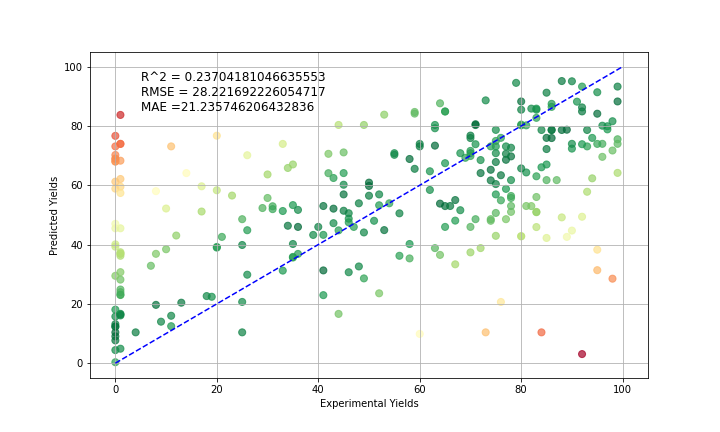 R^2 = 0.23704181046635553
RMSE = 28.221692226054717
MAE =21.235746206432836
100
80
60
40
20
0
Predicted Yields
0 20 40 60 80 100
Experimental Yields